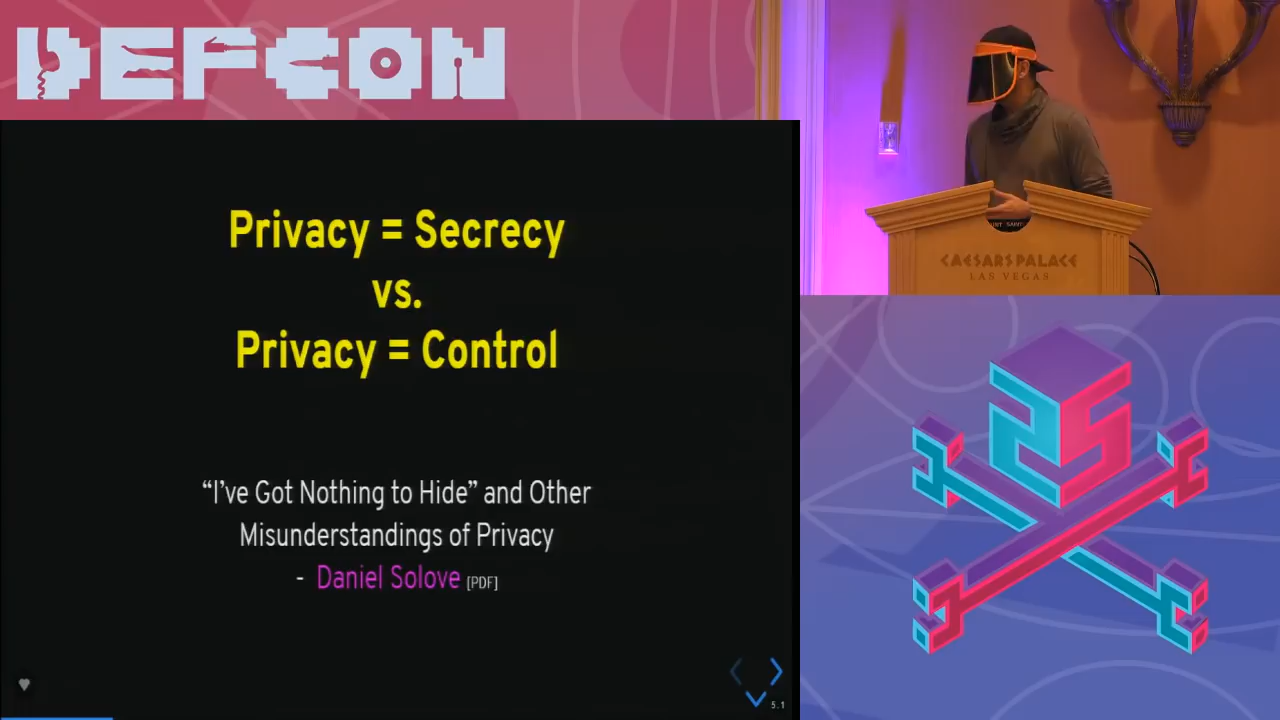 DEFCON
Privacy = Secrecy
vs.
Privacy = Control
“I've Got Nothing to Hide” and Other
Misunderstandings of Privacy
- Daniel Solove [PDF]
5.1
CAESARS PALACE
LAS VEGAS
25